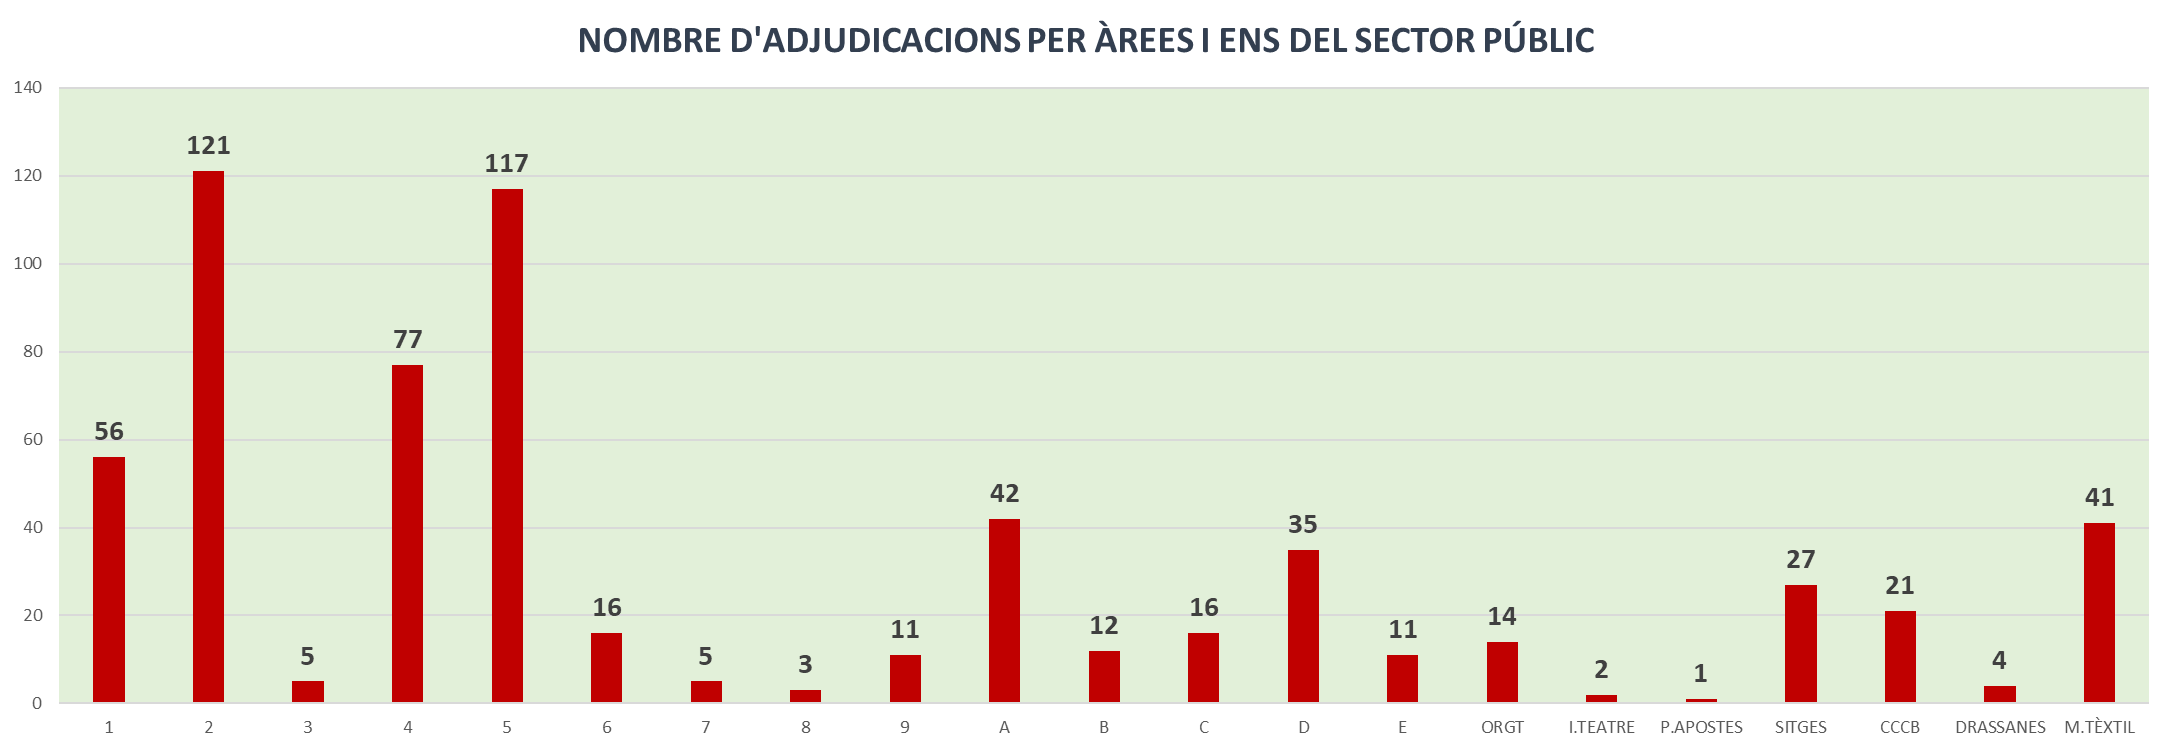 NOMBRE D'ADJUDICACIONS PER ÀREES I ENS DEL SECTOR PÚBLIC
140
120
100
80
60
40
20
0
56
121
5
77
117
16
5
3
11
42
12
16
35
11
14
2
1
27
21
4
41
1
2
3
4
5
6
7
8
9
A
B
C
D
E
ORGT
I.TEATRE
P.APOSTES
SITGES
CCCB
DRASSANES
M.TÈXTIL